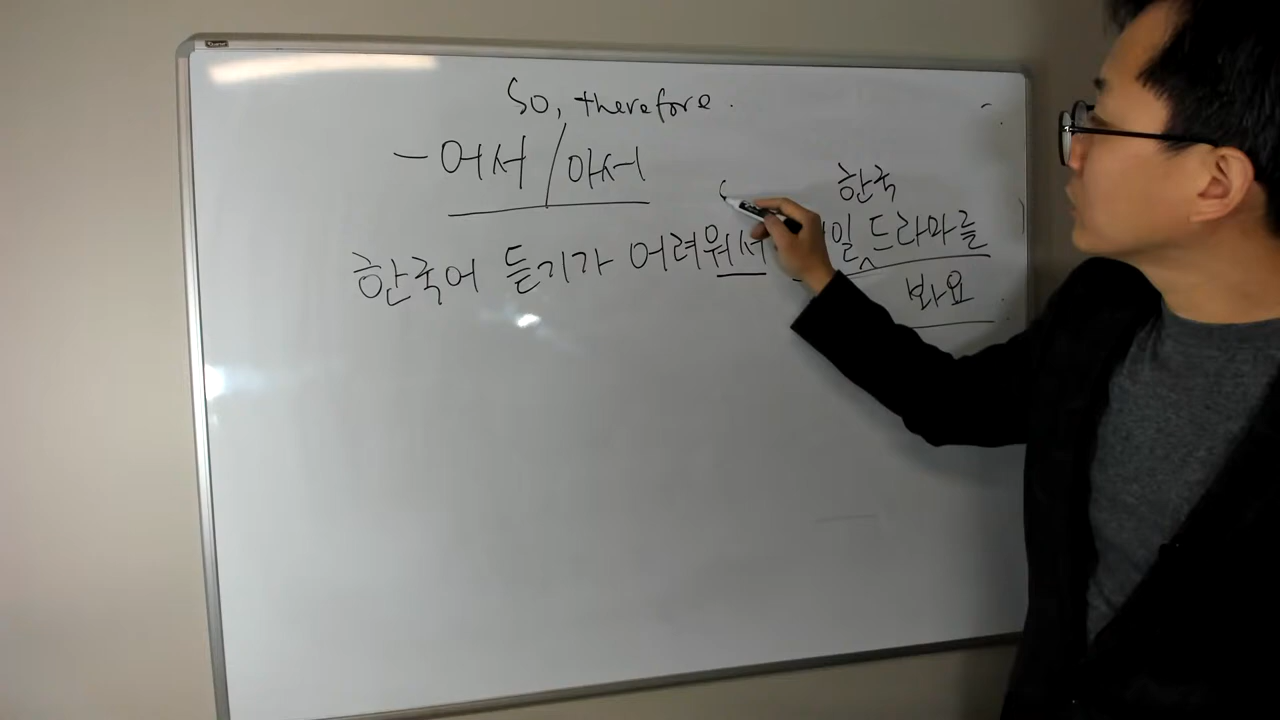 So, therefore.
-어서/아서
한국
한국어 듣기가 어려워서 일 드라마를
봐요